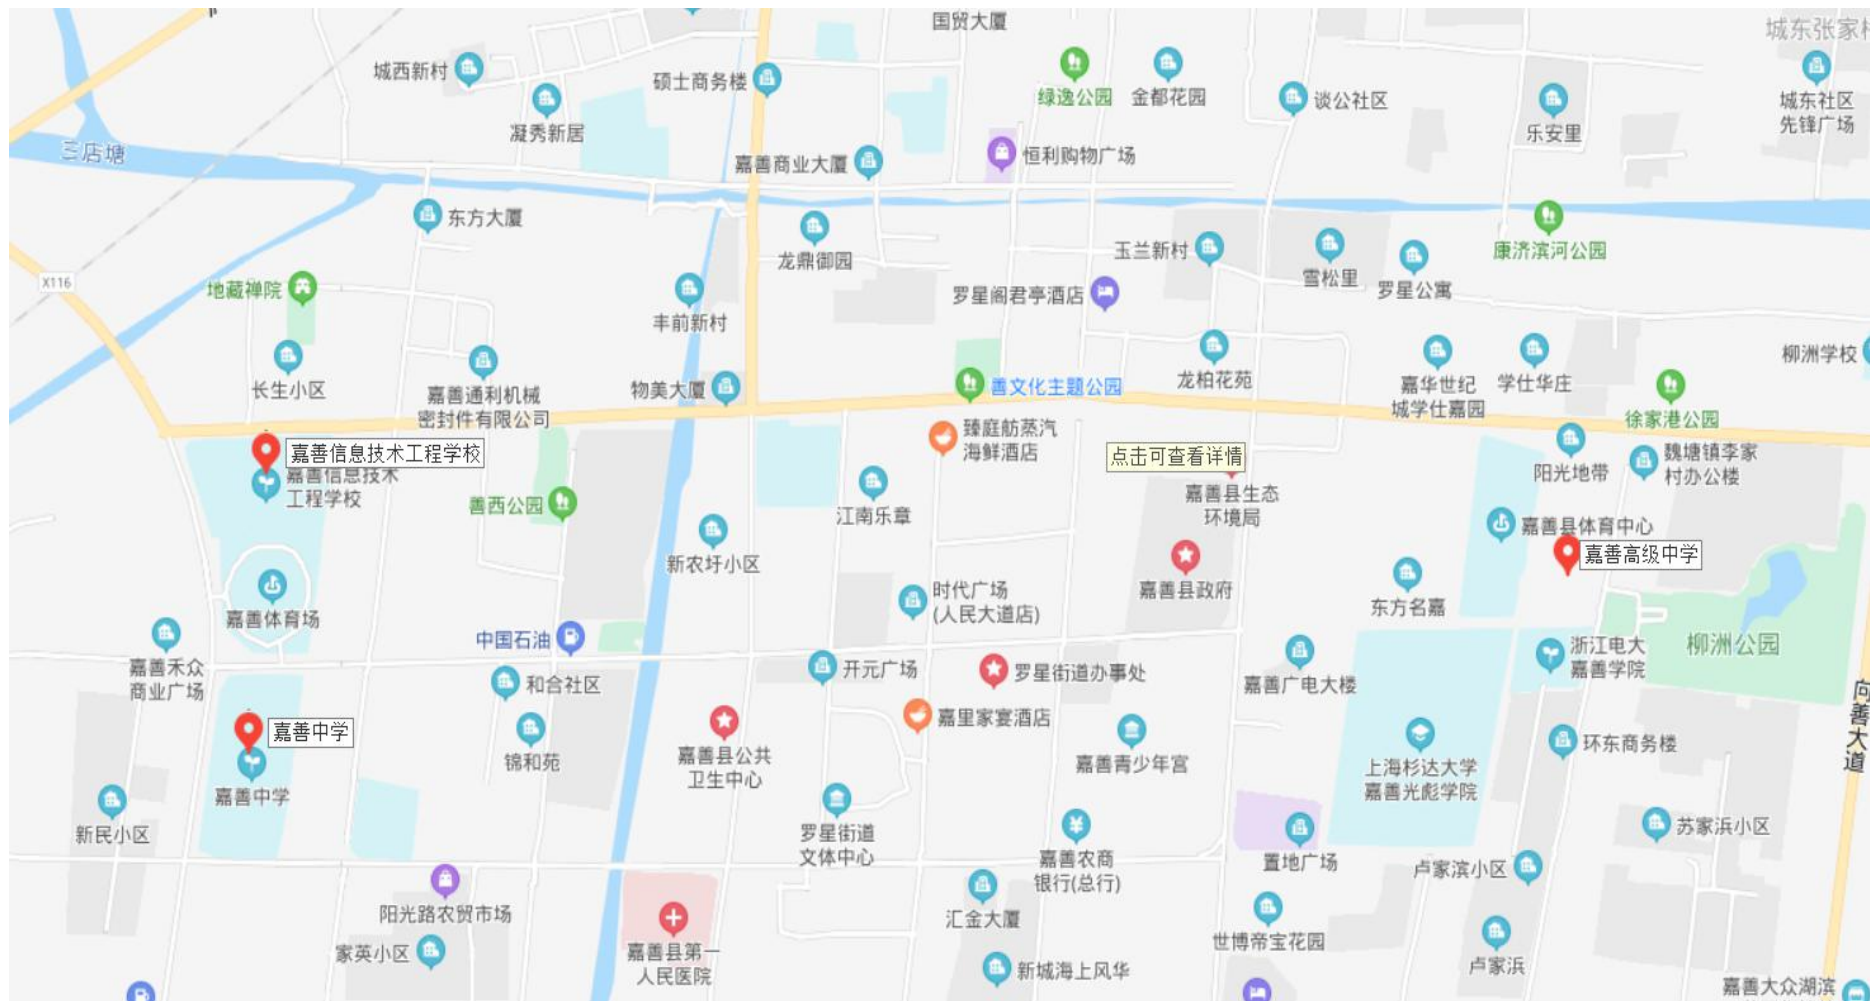 国贸大厦
城东张家
城西新村
硕士商务楼
绿逸公园
金都花园
谈公社区
乐安里
城东社区
先锋广场
凝秀新居
三店塘
嘉善商业大厦
恒利购物广场
东方大厦
龙鼎御园
玉兰新村
雪松里
罗星公寓
康济滨河公园
X116
地藏禅院
丰前新村
罗星阁君亭酒店
长生小区
嘉善通利机械
密封件有限公司
物美大厦
善文化主题公园
龙柏花苑
嘉华世纪
城学仕嘉园
学仕华庄
柳洲学校
徐家港公园
嘉善信息技术工程学校
嘉善信息技术
工程学校
臻庭舫蒸汽
海鲜酒店
点击可查看详情
阳光地带
魏塘镇李家
村办公楼
善西公园
江南乐章
嘉善县生态
环境局
嘉善县体育中心
嘉善高级中学
新农圩小区
嘉善县政府
东方名嘉
嘉善体育场
时代广场
(人民大道店)
中国石油
嘉善禾众
商业广场
和合社区
开元广场
罗星街道办事处
嘉善广电大楼
浙江电大
嘉善学院
柳洲公园
嘉善中学
嘉善中学
锦和苑
嘉善县公共
卫生中心
嘉里家宴酒店
嘉善青少年宫
上海杉达大学
嘉善光彪学院
环东商务楼
向善大道
新民小区
罗星街道
文体中心
嘉善农商
银行(总行)
置地广场
苏家浜小区
卢家滨小区
阳光路农贸市场
汇金大厦
家英小区
嘉善县第一
人民医院
新城海上风华
世博帝宝花园
卢家浜
嘉善大众湖滨